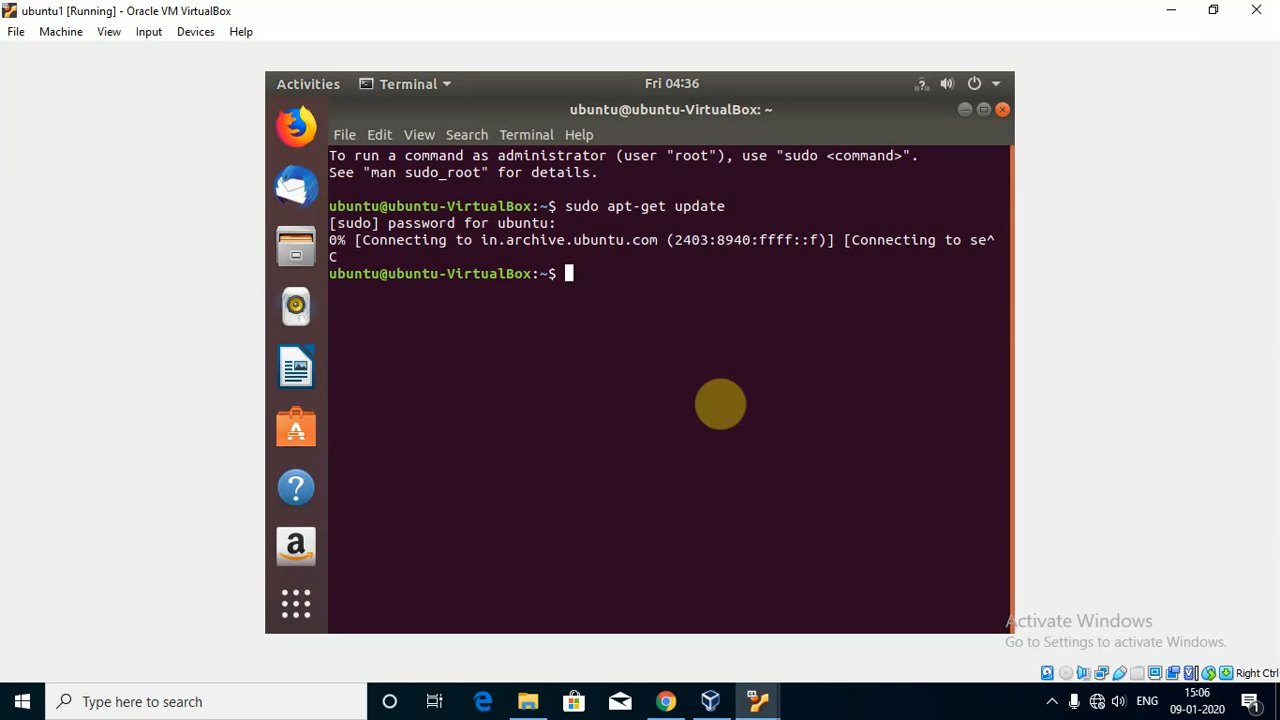 ubuntu1 [Running] - Oracle VM VirtualBox
File Machine View Input Devices Help
Activities Terminal Fri 04:36
ubuntu@ubuntu-VirtualBox: ~
File Edit View Search Terminal Help
To run a command as administrator (user "root"), use "sudo <command>".
See "man sudo_root" for details.
ubuntu@ubuntu-VirtualBox:~$ sudo apt-get update
[sudo] password for ubuntu:
0% [Connecting to in.archive.ubuntu.com (2403:8940:ffff::f)] [Connecting to se^
C
ubuntu@ubuntu-VirtualBox:~$
Activate Windows
Go to Settings to activate Windows.
Right Ctrl
Type here to search
ENG
15:06
09-01-2020
1